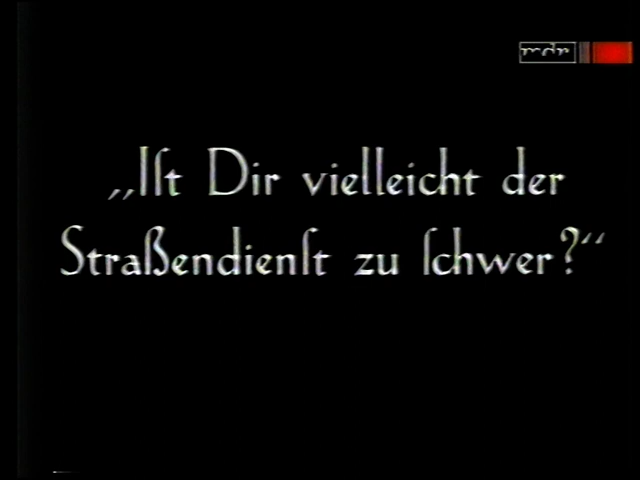 mdr
„Iſt Dir vielleicht der
Straßendienſt zu ſchwer?“